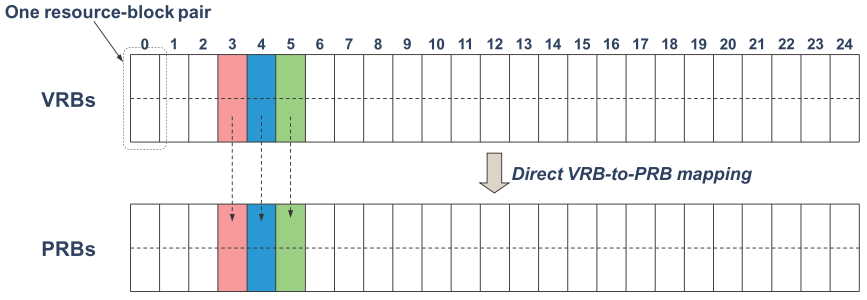 One resource-block pair
0 1 2 3 4 5 6 7 8 9 10 11 12 13 14 15 16 17 18 19 20 21 22 23 24
VRBs
Direct VRB-to-PRB mapping
PRBs